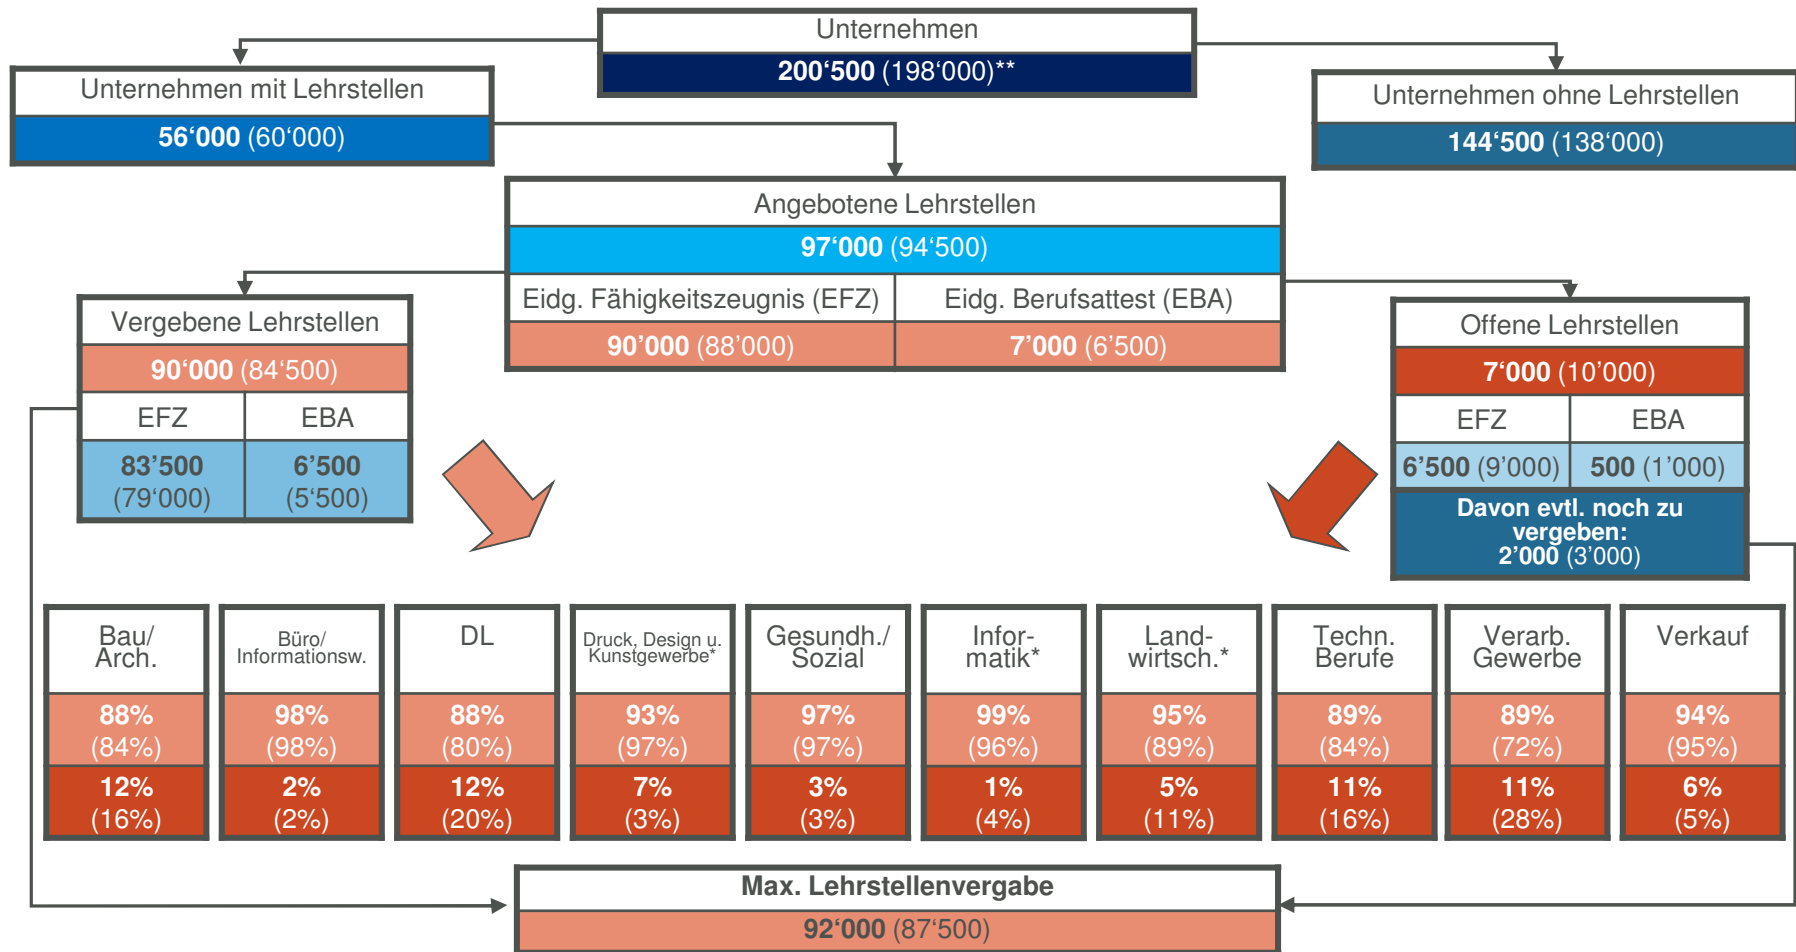 Unternehmen
200‘500 (198‘000)**
Unternehmen mit Lehrstellen
56‘000 (60‘000)
Unternehmen ohne Lehrstellen
144‘500 (138‘000)
Angebotene Lehrstellen
97‘000 (94‘500)
Eidg. Fähigkeitszeugnis (EFZ)
Eidg. Berufsattest (EBA)
90’000 (88’000)
7’000 (6’500)
Vergebene Lehrstellen
90‘000 (84‘500)
EFZ
EBA
83’500
(79‘000)
6’500
(5‘500)
Offene Lehrstellen
7‘000 (10’000)
EFZ
EBA
6’500 (9’000)
500 (1’000)
Davon evtl. noch zu
vergeben:
2’000 (3’000)
Bau/
Arch.
88%
(84%)
12%
(16%)
Büro/
Informationsw.
98%
(98%)
2%
(2%)
DL
88%
(80%)
12%
(20%)
Druck, Design u.
Kunstgewerbe*
93%
(97%)
7%
(3%)
Gesundh./
Sozial
97%
(97%)
3%
(3%)
Infor-
matik*
99%
(96%)
1%
(4%)
Land-
wirtsch.*
95%
(89%)
5%
(11%)
Techn.
Berufe
89%
(84%)
11%
(16%)
Verarb.
Gewerbe
89%
(72%)
11%
(28%)
Verkauf
94%
(95%)
6%
(5%)
Max. Lehrstellenvergabe
92‘000 (87‘500)